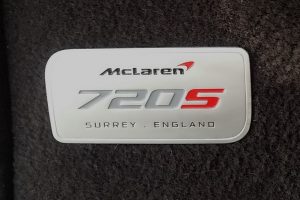 McLaren
720S
SURREY . ENGLAND